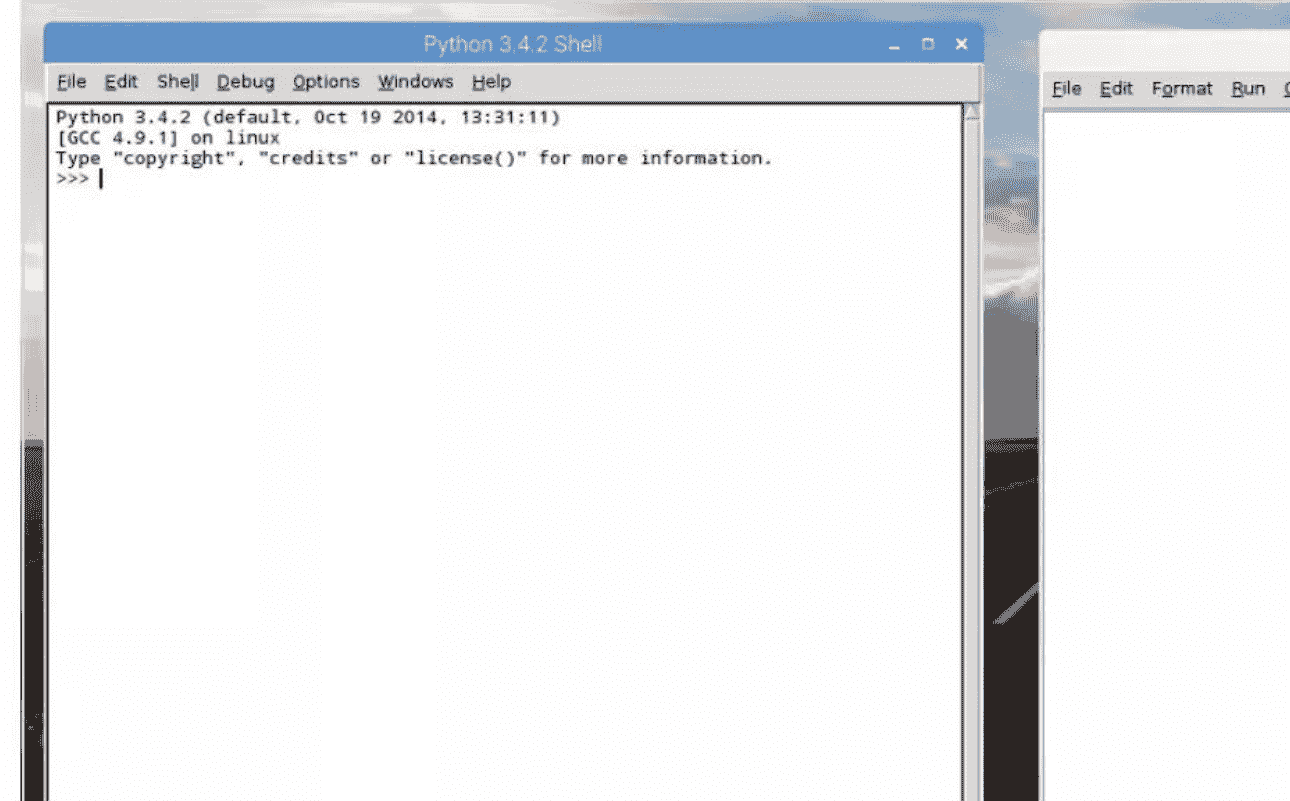 Python 3.4.2 Shell
File Edit Shell Debug Options Windows Help
Python 3.4.2 (default, Oct 19 2014, 13:31:11)
[GCC 4.9.1] on linux
Type "copyright", "credits" or "license()" for more information.
>>>
File Edit Format Run